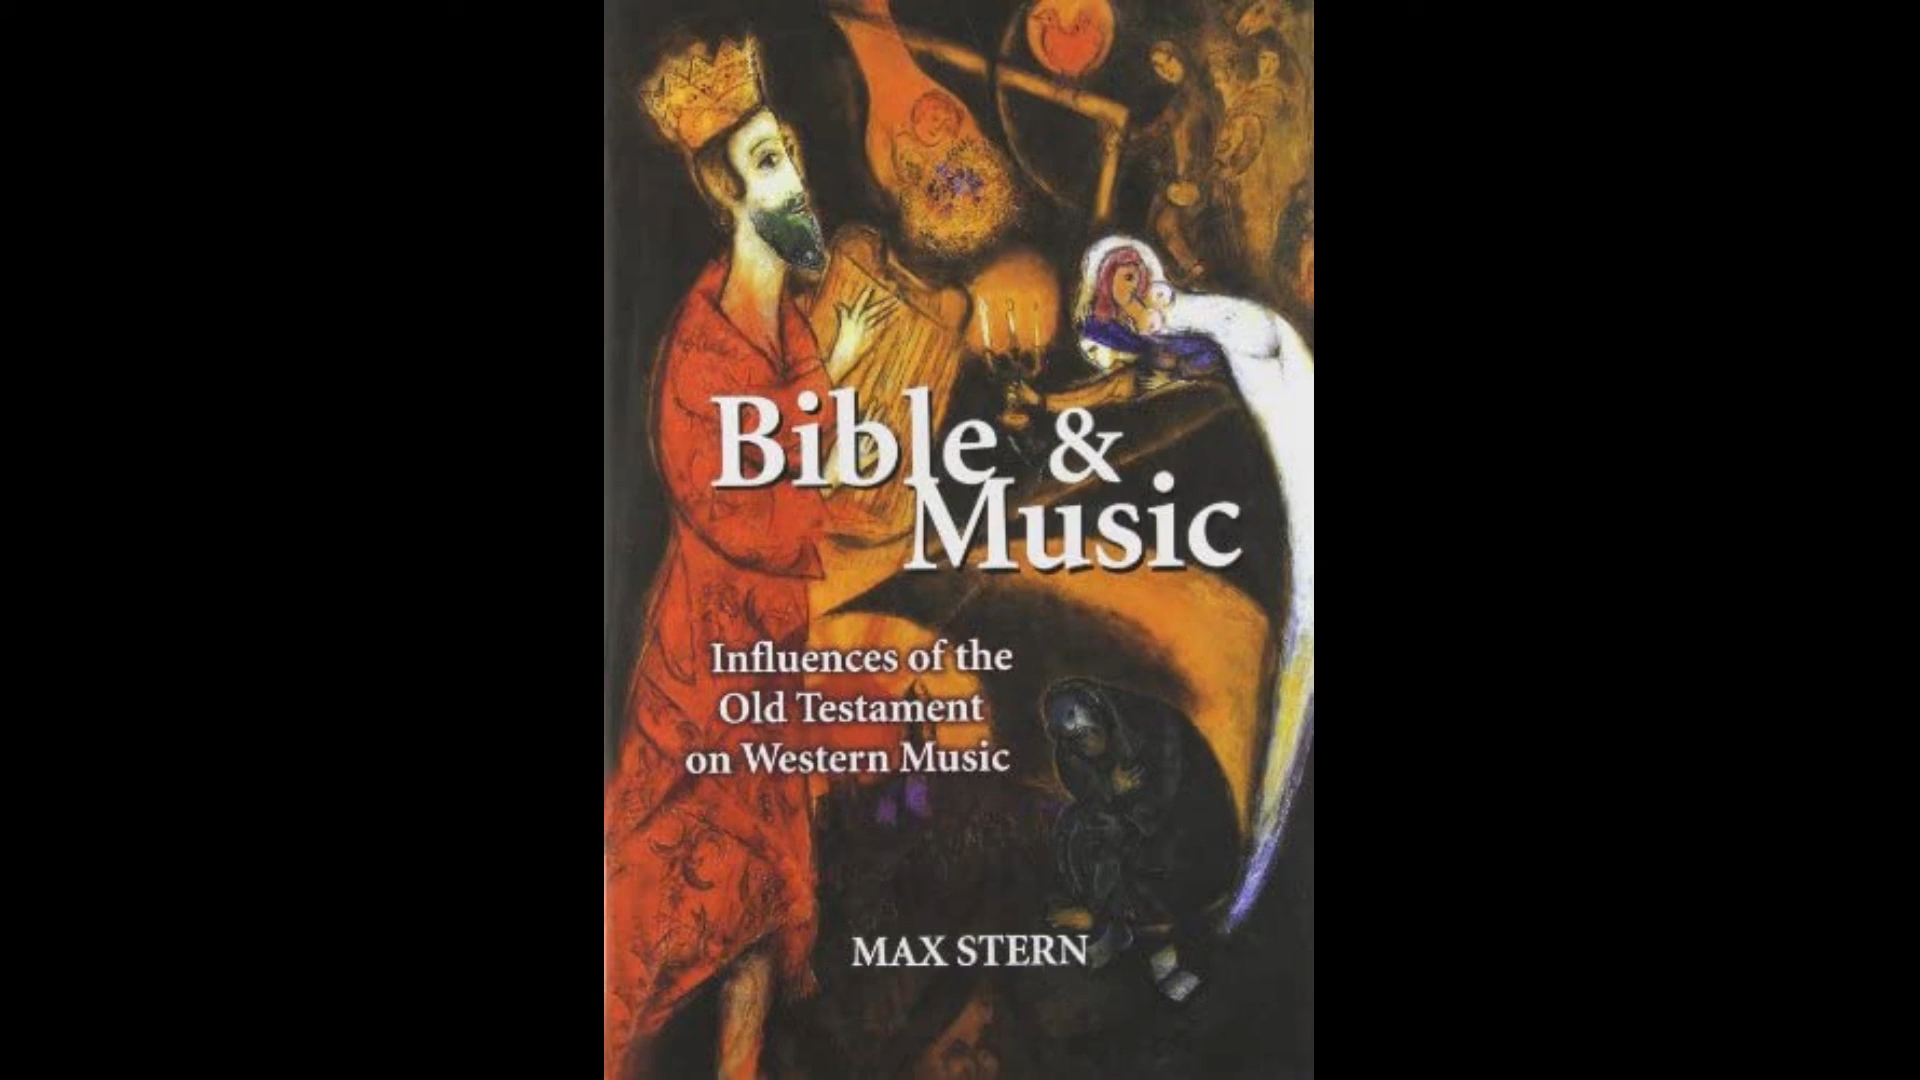 Bible &
Music
Influences of the
Old Testament
on Western Music
MAX STERN